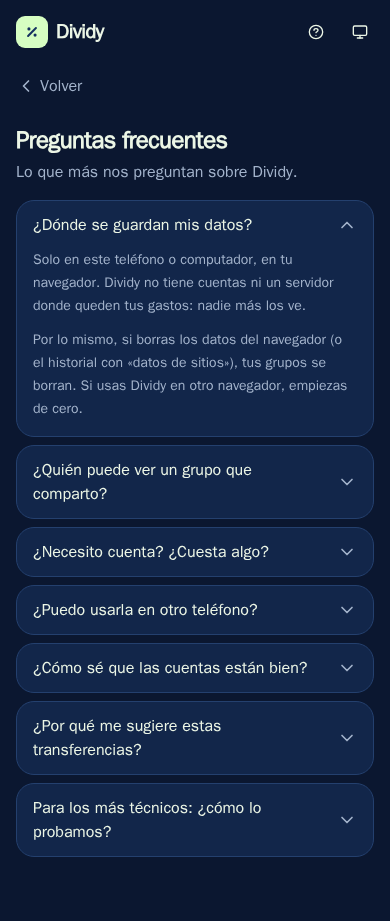 Dividy
Volver
Preguntas frecuentes
Lo que más nos preguntan sobre Dividy.
¿Dónde se guardan mis datos?
Solo en este teléfono o computador, en tu
navegador. Dividy no tiene cuentas ni un servidor
donde queden tus gastos: nadie más los ve.
Por lo mismo, si borras los datos del navegador (o
el historial con «datos de sitios»), tus grupos se
borran. Si usas Dividy en otro navegador, empiezas
de cero.
¿Quién puede ver un grupo que
comparto?
¿Necesito cuenta? ¿Cuesta algo?
¿Puedo usarla en otro teléfono?
¿Cómo sé que las cuentas están bien?
¿Por qué me sugiere estas
transferencias?
Para los más técnicos: ¿cómo lo
probamos?